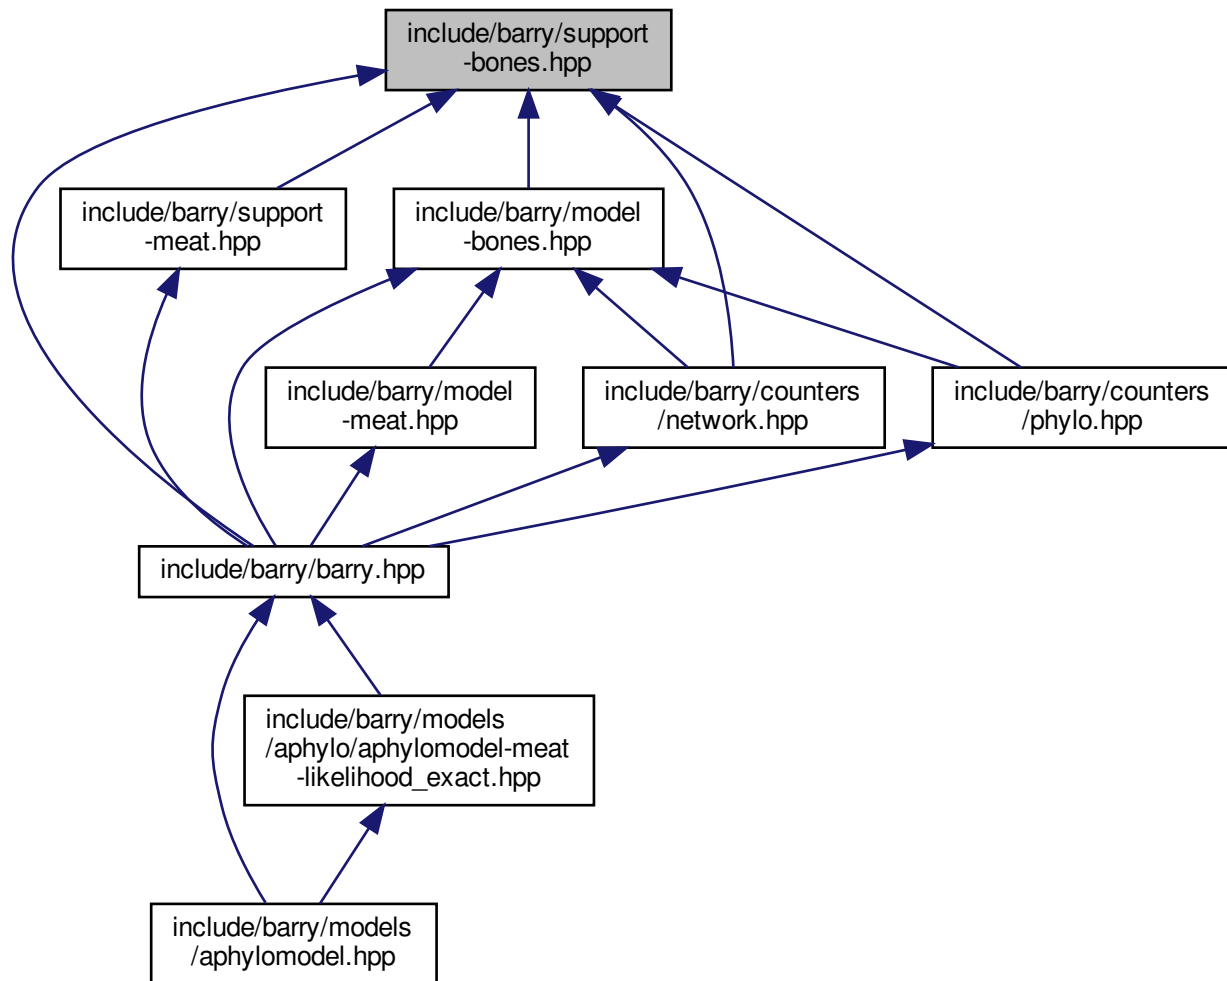 include/barry/support
-bones.hpp
include/barry/support
-meat.hpp
include/barry/model
-bones.hpp
include/barry/model
-meat.hpp
include/barry/counters
/network.hpp
include/barry/counters
/phylo.hpp
include/barry/barry.hpp
include/barry/models
/aphylo/aphylomodel-meat
-likelihood_exact.hpp
include/barry/models
/aphylomodel.hpp